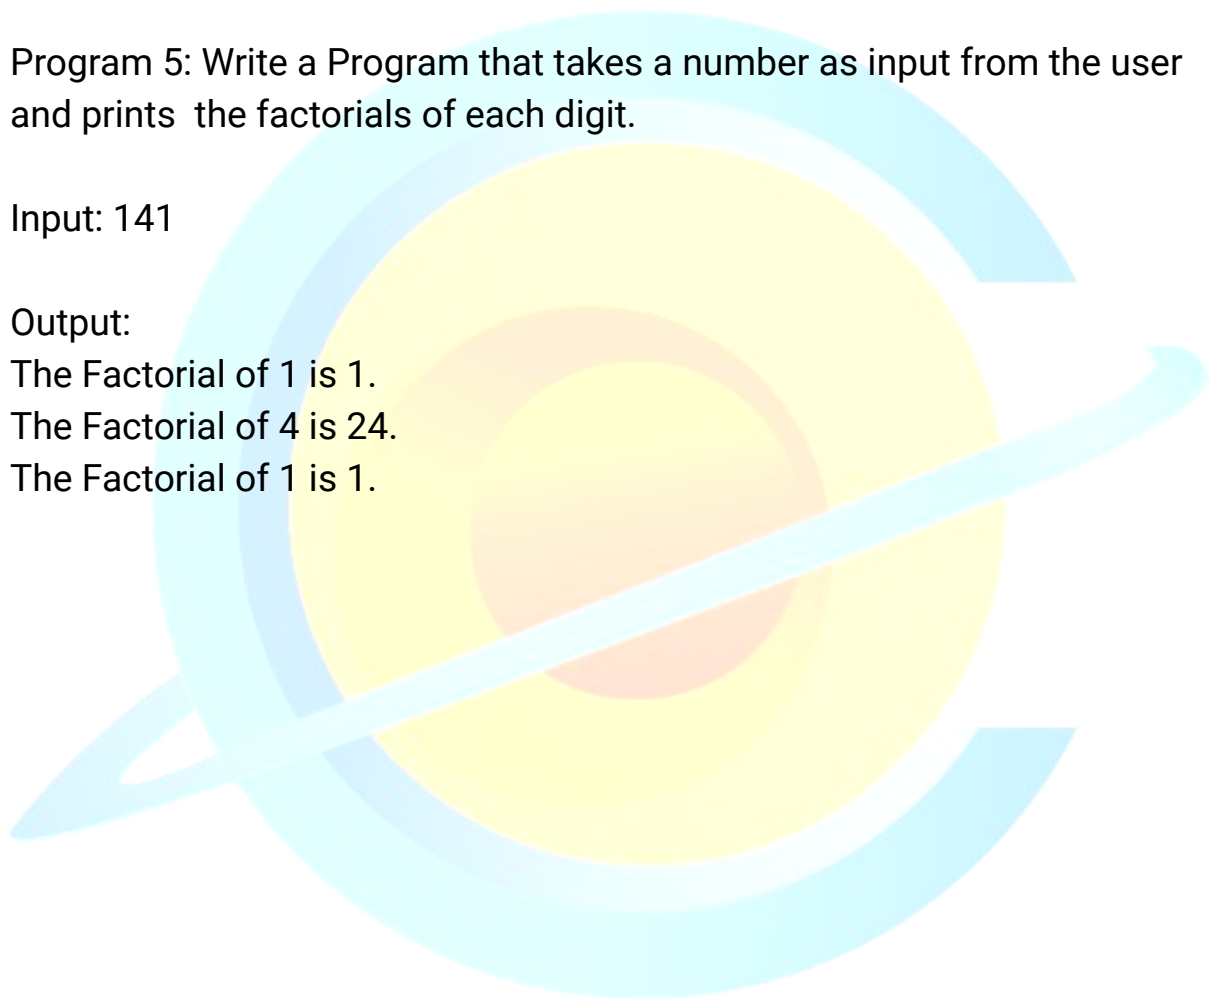 Program 5: Write a Program that takes a number as input from the user
and prints  the factorials of each digit.
Input: 141
Output:
The Factorial of 1 is 1.
The Factorial of 4 is 24.
The Factorial of 1 is 1.